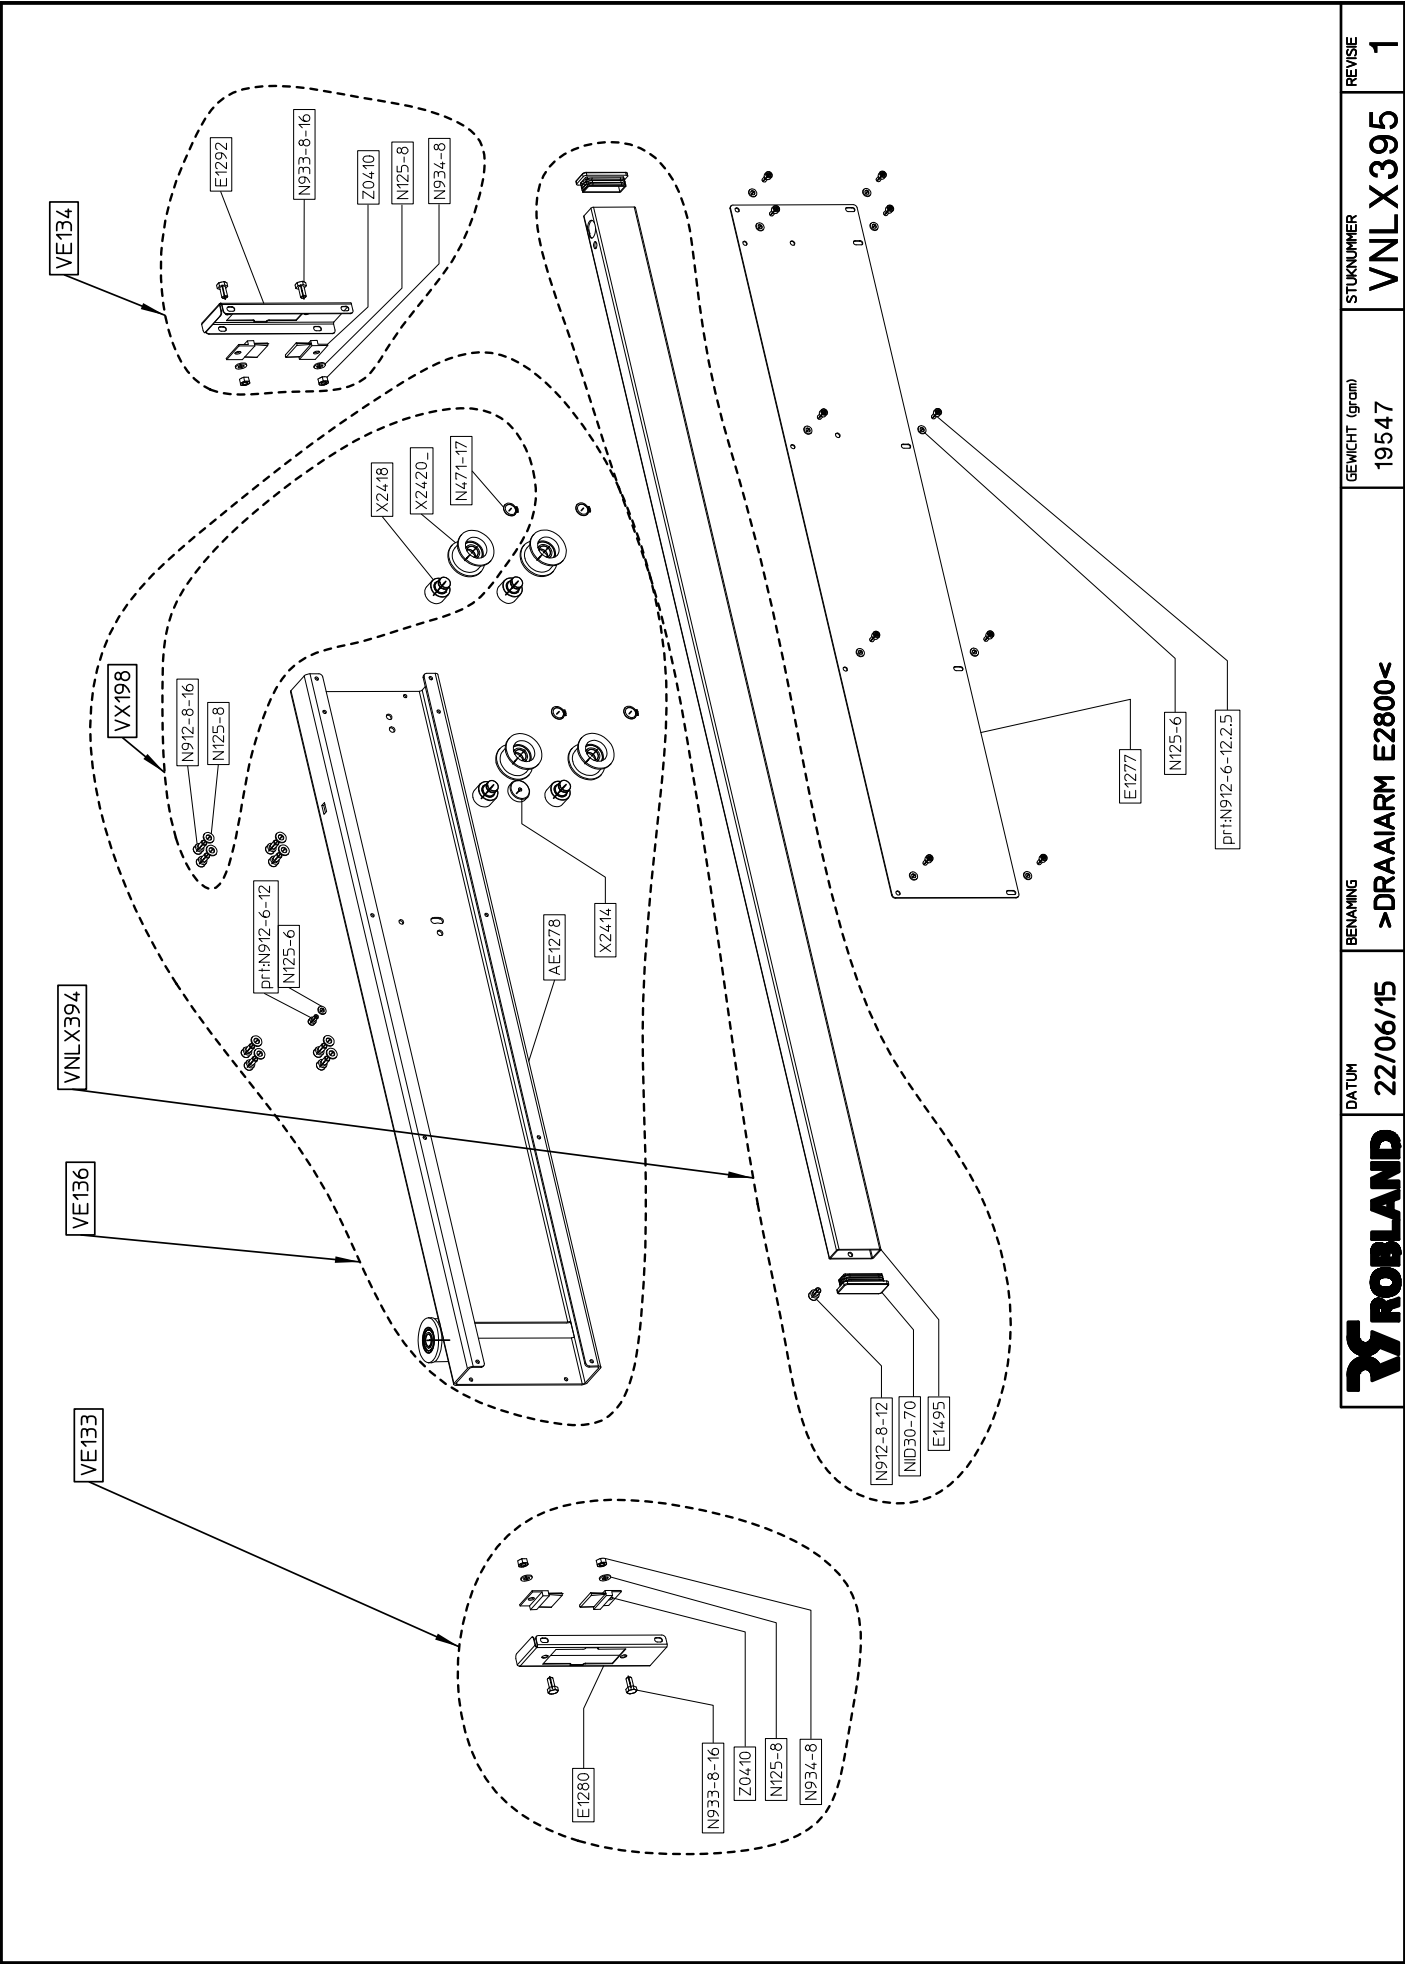 VE133
VE136
VNLX394
VX198
VE134
E1292
N933-8-16
Z0410
N125-8
N934-8
N912-8-16
N125-8
prt:N912-6-12
N125-6
X2418
X2420_
N471-17
AE1278
X2414
E1280
N933-8-16
Z0410
N125-8
N934-8
N912-8-12
NID30-70
E1495
E1277
N125-6
prt:N912-6-12.2.5
ROBLAND
DATUM
22/06/15
BENAMING
>DRAAIARM E2800<
GEWICHT (gram)
19547
STUKNUMMER
VNLX395
REVISIE
1